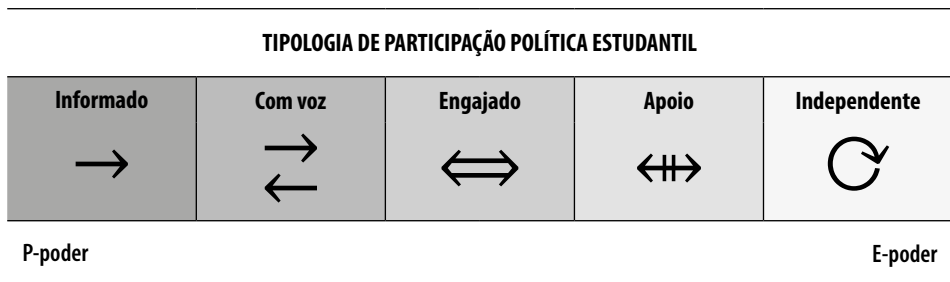 TIPOLOGIA DE PARTICIPAÇÃO POLÍTICA ESTUDANTIL
Informado Com voz Engajado Apoio Independente
P-poder E-poder